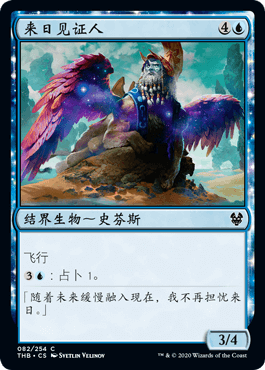 来日见证人 4
结界生物～史芬斯
飞行
3：占卜 1。
「随着未来缓慢融入现在，我不再担忧来
日。」
3/4
082/254 C
THB • CS SVETLIN VELINOV
™ & © 2020 Wizards of the Coast